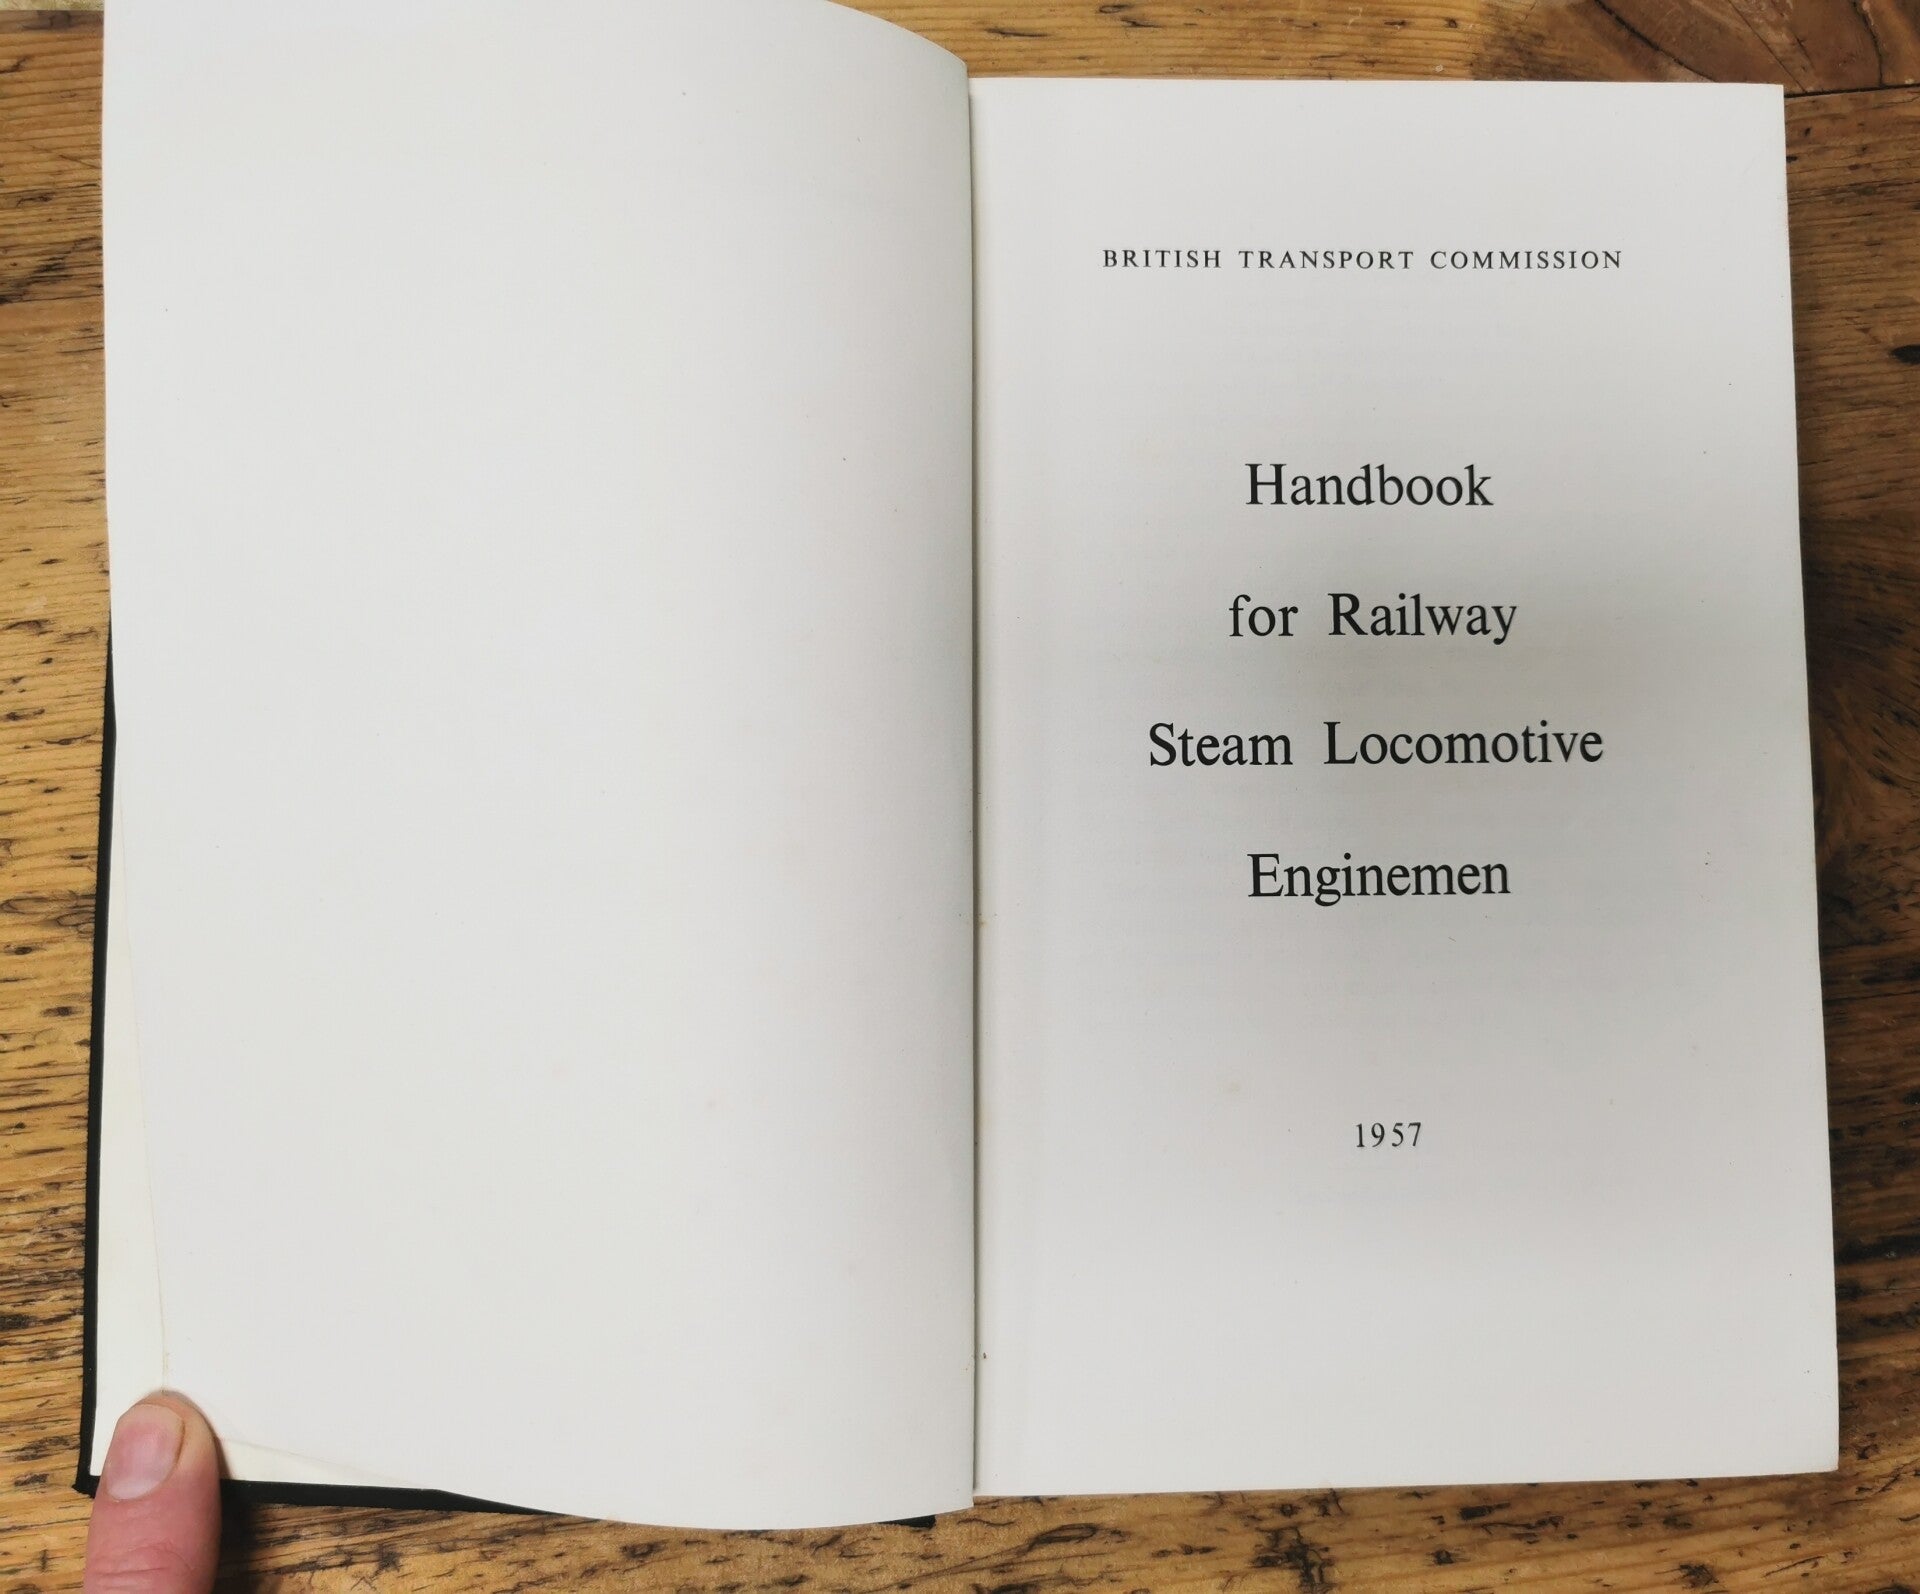 BRITISH TRANSPORT COMMISSION
Handbook
for Railway
Steam Locomotive
Enginemen
1957